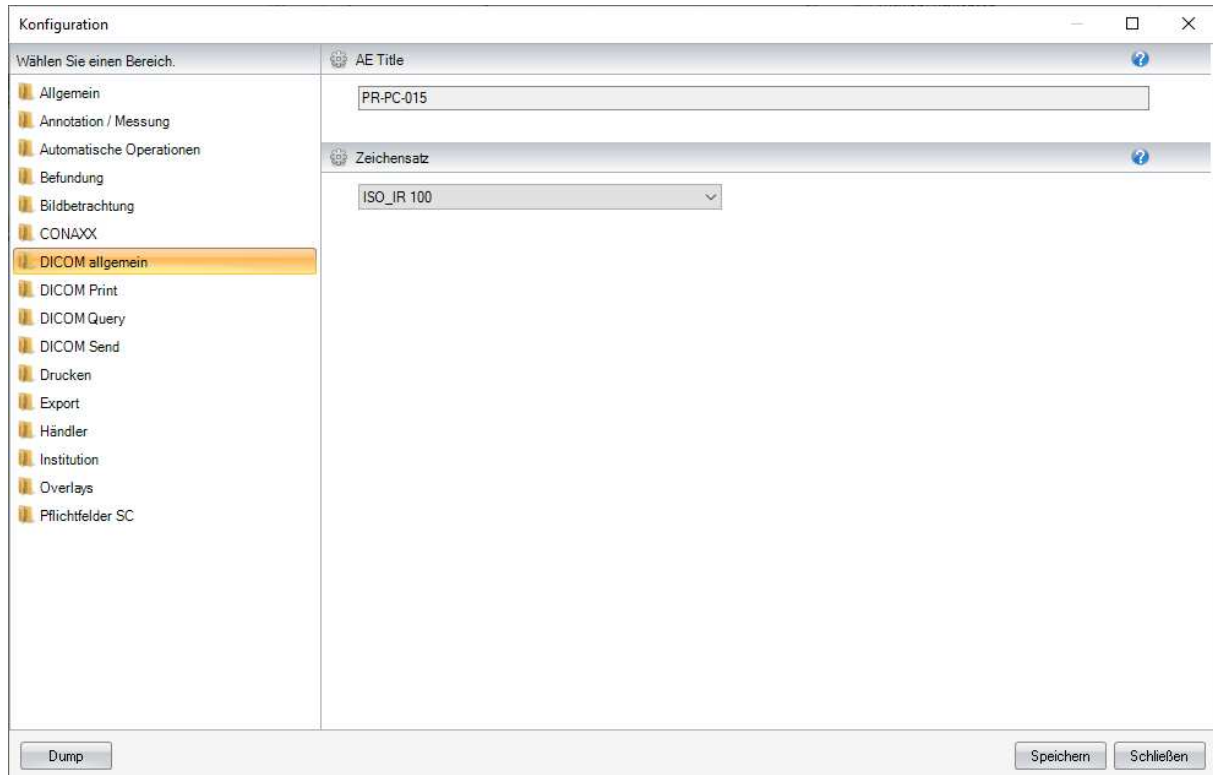 Konfiguration
Wählen Sie einen Bereich.
Allgemein
Annotation / Messung
Automatische Operationen
Befundung
Bildbetrachtung
CONAXX
DICOM allgemein
DICOM Print
DICOM Query
DICOM Send
Drucken
Export
Händler
Institution
Overlays
Pflichtfelder SC
AE Title
PR-PC-015
Zeichensatz
ISO_IR 100
Dump
Speichern
Schließen